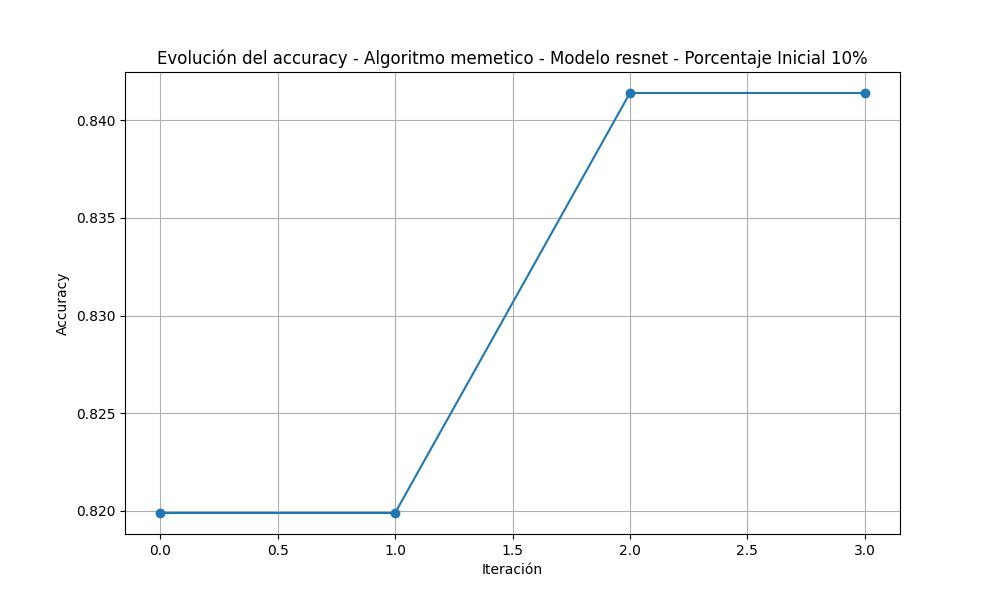 Evolución del accuracy - Algoritmo memetico - Modelo resnet - Porcentaje Inicial 10%
0.840
0.835
0.830
0.825
0.820
Accuracy
0.0 0.5 1.0 1.5 2.0 2.5 3.0
Iteración